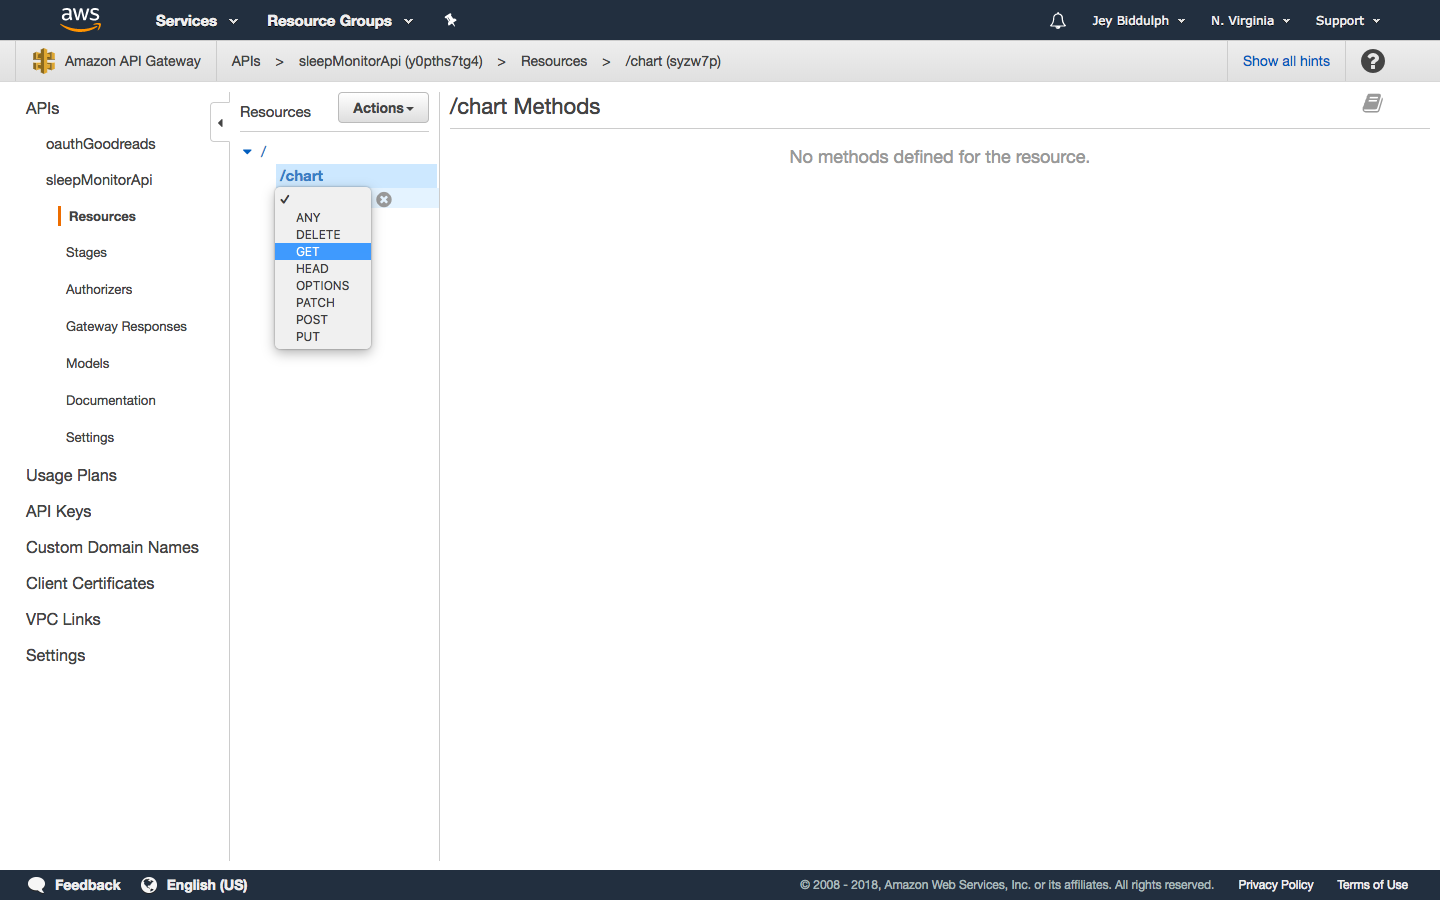 aws Services Resource Groups Jey Biddulph N. Virginia Support
Amazon API Gateway APIs > sleepMonitorApi (y0pths7tg4) > Resources > /chart (syzw7p) Show all hints ?
APIs
oauthGoodreads
sleepMonitorApi
Resources
Stages
Authorizers
Gateway Responses
Models
Documentation
Settings
Usage Plans
API Keys
Custom Domain Names
Client Certificates
VPC Links
Settings
Resources Actions
/
/chart
ANY
DELETE
GET
HEAD
OPTIONS
PATCH
POST
PUT
/chart Methods
No methods defined for the resource.
Feedback English (US) © 2008 - 2018, Amazon Web Services, Inc. or its affiliates. All rights reserved. Privacy Policy Terms of Use